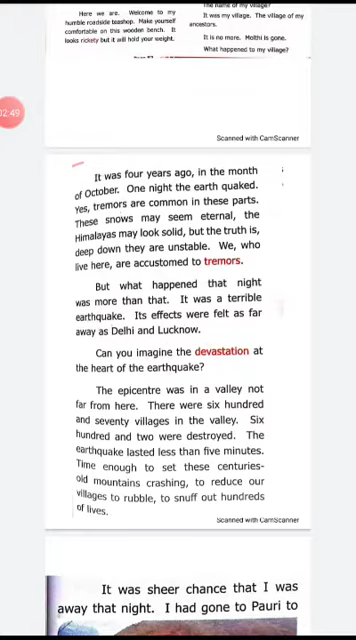 Here we are. Welcome to my
humble roadside teashop. Make yourself
comfortable on this wooden bench. It
looks rickety but it will hold your weight.
The name of my village?
It was my village. The village of my
ancestors.
It is no more. Molthi is gone.
What happened to my village?
02:49
Scanned with CamScanner
It was four years ago, in the month
of October. One night the earth quaked.
Yes, tremors are common in these parts.
These snows may seem eternal, the
Himalayas may look solid, but the truth is,
deep down they are unstable. We, who
live here, are accustomed to tremors.
But what happened that night
was more than that. It was a terrible
earthquake. Its effects were felt as far
away as Delhi and Lucknow.
Can you imagine the devastation at
the heart of the earthquake?
The epicentre was in a valley not
far from here. There were six hundred
and seventy villages in the valley. Six
hundred and two were destroyed. The
earthquake lasted less than five minutes.
Time enough to set these centuries-
old mountains crashing, to reduce our
villages to rubble, to snuff out hundreds
of lives.
Scanned with CamScanner
It was sheer chance that I was
away that night. I had gone to Pauri to